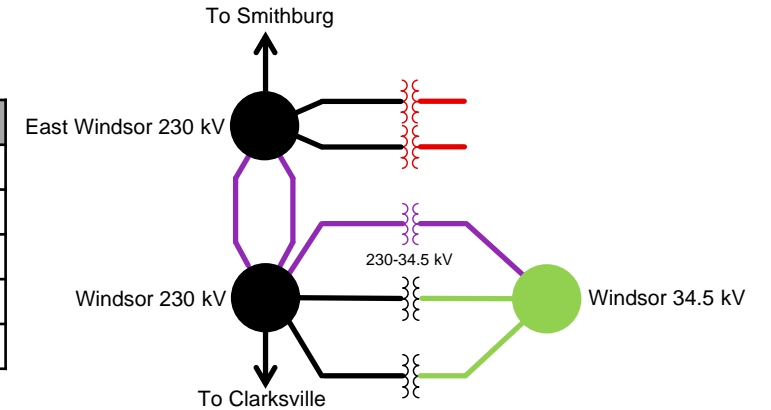 To Smithburg
East Windsor 230 kV
230-34.5 kV
Windsor 230 kV
Windsor 34.5 kV
To Clarksville